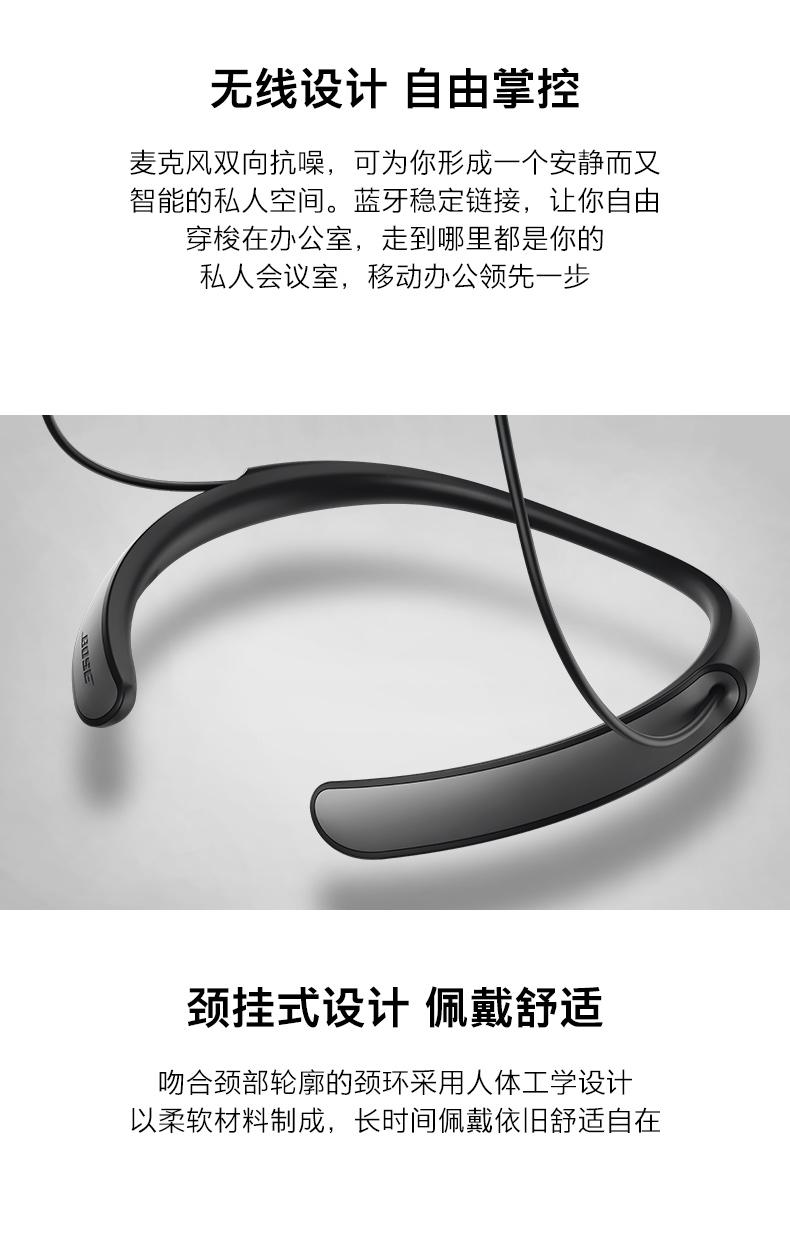 无线设计 自由掌控
麦克风双向抗噪，可为你形成一个安静而又
智能的私人空间。蓝牙稳定链接，让你自由
穿梭在办公室，走到哪里都是你的
私人会议室，移动办公领先一步
BOSE
颈挂式设计 佩戴舒适
吻合颈部轮廓的颈环采用人体工学设计
以柔软材料制成，长时间佩戴依旧舒适自在